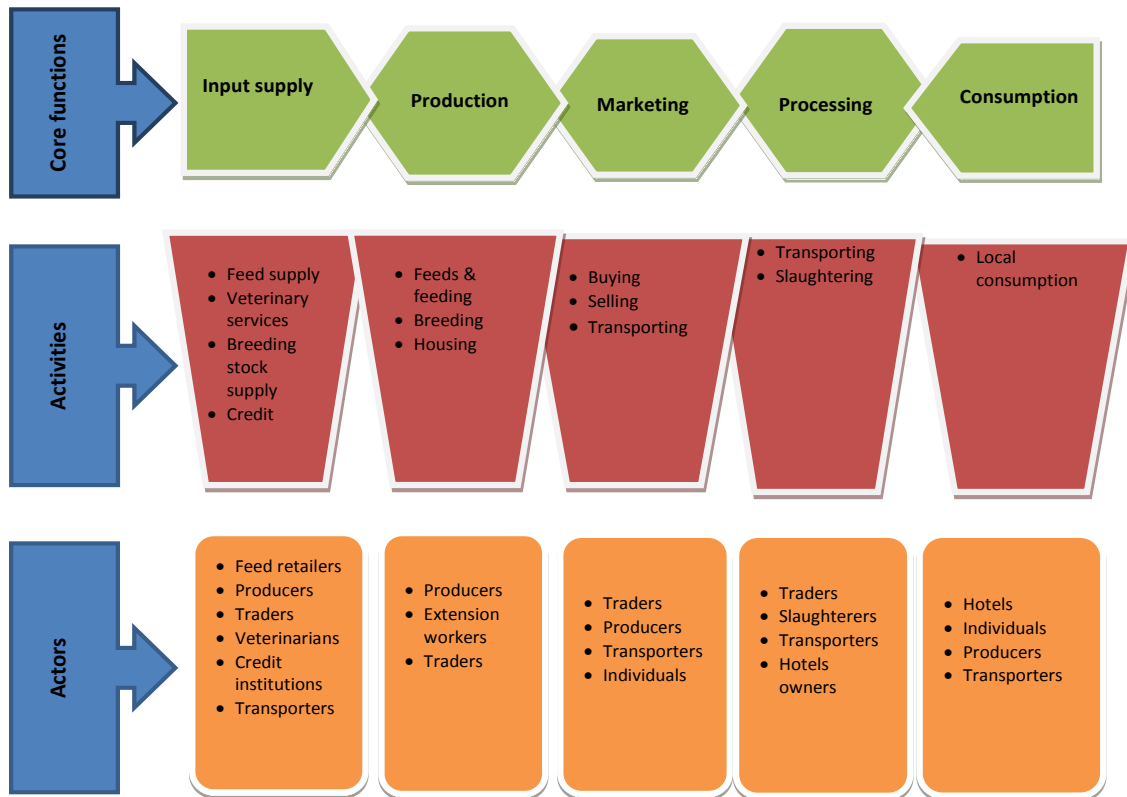 Core functions
Input supply
Production
Marketing
Processing
Consumption
Activities
• Feed supply
• Veterinary
services
• Breeding
stock
supply
• Credit
• Feeds &
feeding
• Breeding
• Housing
• Buying
• Selling
• Transporting
• Transporting
• Slaughtering
• Local
consumption
Actors
• Feed retailers
• Producers
• Traders
• Veterinarians
• Credit
institutions
• Transporters
• Producers
• Extension
workers
• Traders
• Traders
• Producers
• Transporters
• Individuals
• Traders
• Slaughterers
• Transporters
• Hotels
owners
• Hotels
• Individuals
• Producers
• Transporters